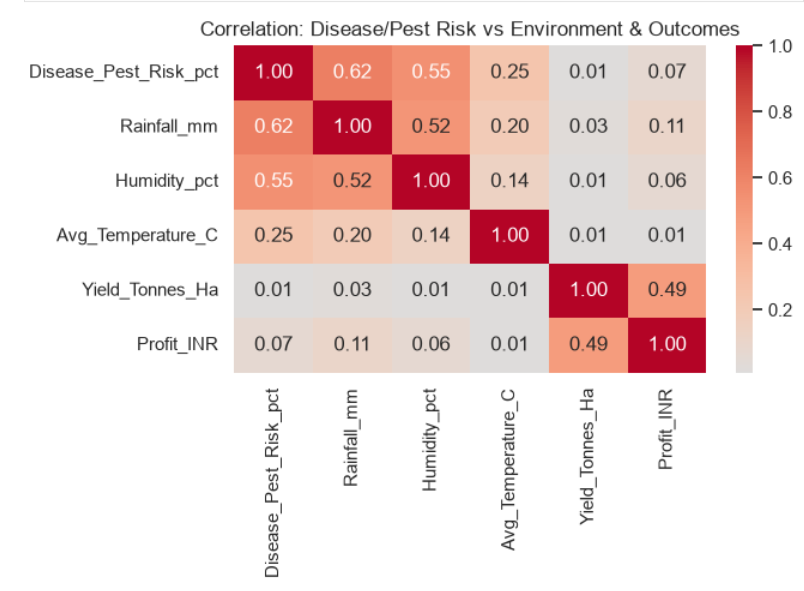 Correlation: Disease/Pest Risk vs Environment & Outcomes
Disease_Pest_Risk_pct 1.00 0.62 0.55 0.25 0.01 0.07
Rainfall_mm 0.62 1.00 0.52 0.20 0.03 0.11
Humidity_pct 0.55 0.52 1.00 0.14 0.01 0.06
Avg_Temperature_C 0.25 0.20 0.14 1.00 0.01 0.01
Yield_Tonnes_Ha 0.01 0.03 0.01 0.01 1.00 0.49
Profit_INR 0.07 0.11 0.06 0.01 0.49 1.00
Disease_Pest_Risk_pct
Rainfall_mm
Humidity_pct
Avg_Temperature_C
Yield_Tonnes_Ha
Profit_INR
1.0
0.8
0.6
0.4
0.2